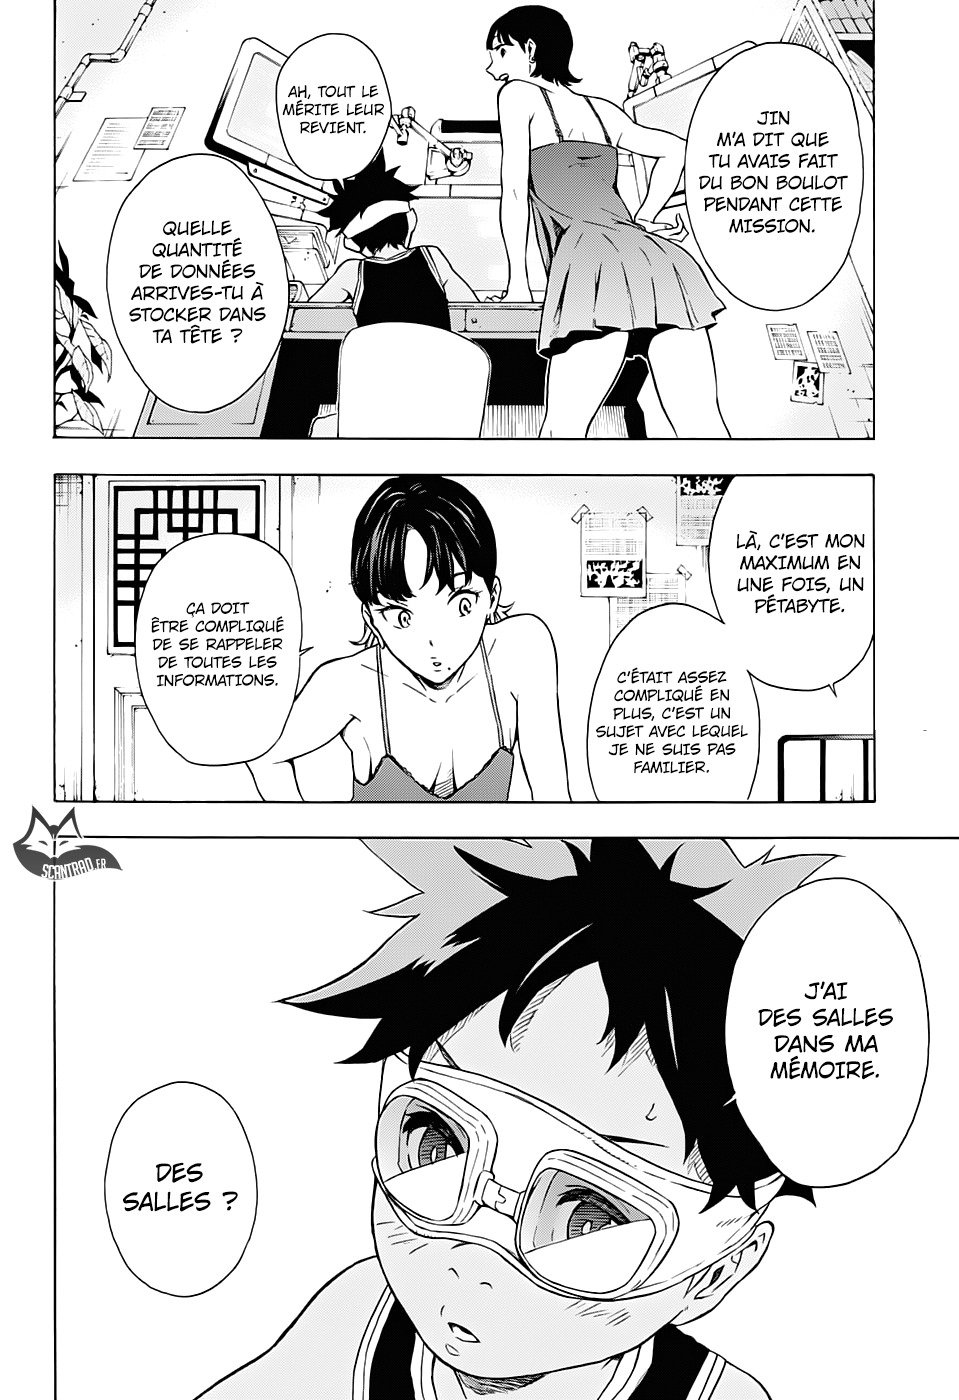 JIN
M'A DIT QUE
TU AVAIS FAIT
DU BON BOULOT
PENDANT CETTE
MISSION.
AH, TOUT LE
MÉRITE LEUR
REVIENT.
QUELLE
QUANTITÉ
DE DONNÉES
ARRIVES-TU À
STOCKER DANS
TA TÊTE ?
LÀ, C'EST MON
MAXIMUM EN
UNE FOIS, UN
PÉTABYTE.
C'ÉTAIT ASSEZ
COMPLIQUÉ EN
PLUS, C'EST UN
SUJET AVEC LEQUEL
JE NE SUIS PAS
FAMILIER.
ÇA DOIT
ÊTRE COMPLIQUÉ
DE SE RAPPELER
DE TOUTES LES
INFORMATIONS.
SCANTRAD.FR
J'AI
DES SALLES
DANS MA
MÉMOIRE.
DES
SALLES ?